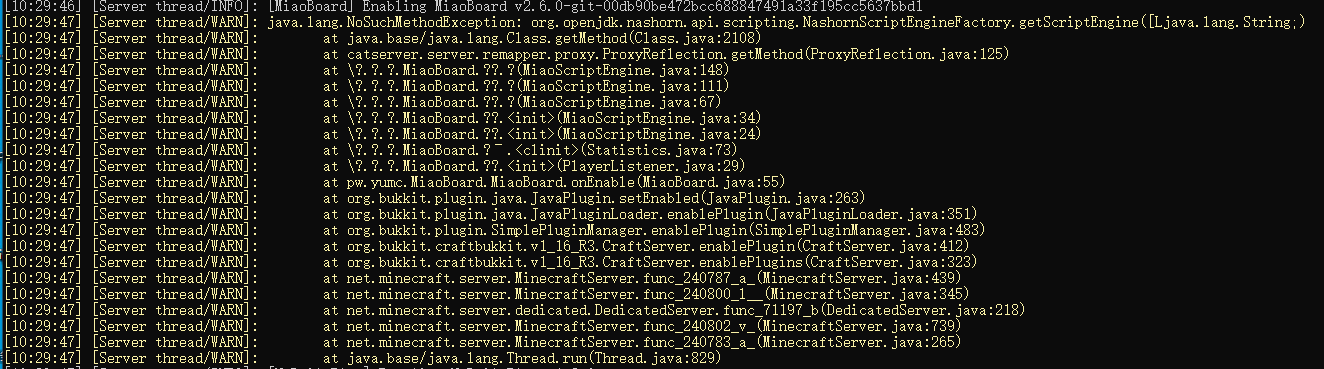 [10:29:46] [Server thread/INFO]: [MiaoBoard] Enabling MiaoBoard v2.6.0-git-00db90be472bcc688847491a33f195cc5637bbd1
[10:29:47] [Server thread/WARN]: java.lang.NoSuchMethodException: org.openjdk.nashorn.api.scripting.NashornScriptEngineFactory.getScriptEngine([Ljava.lang.String;)
[10:29:47] [Server thread/WARN]: at java.base/java.lang.Class.getMethod(Class.java:2108)
[10:29:47] [Server thread/WARN]: at catserver.server.remapper.proxy.ProxyReflection.getMethod(ProxyReflection.java:125)
[10:29:47] [Server thread/WARN]: at \?.?.?.MiaoBoard.??.?(MiaoScriptEngine.java:148)
[10:29:47] [Server thread/WARN]: at \?.?.?.MiaoBoard.??.?(MiaoScriptEngine.java:111)
[10:29:47] [Server thread/WARN]: at \?.?.?.MiaoBoard.??.?(MiaoScriptEngine.java:67)
[10:29:47] [Server thread/WARN]: at \?.?.?.MiaoBoard.??.<init>(MiaoScriptEngine.java:34)
[10:29:47] [Server thread/WARN]: at \?.?.?.MiaoBoard.??.<init>(MiaoScriptEngine.java:24)
[10:29:47] [Server thread/WARN]: at \?.?.?.MiaoBoard.?¯.<clinit>(Statistics.java:73)
[10:29:47] [Server thread/WARN]: at \?.?.?.MiaoBoard.??.<init>(PlayerListener.java:29)
[10:29:47] [Server thread/WARN]: at pw.yumc.MiaoBoard.MiaoBoard.onEnable(MiaoBoard.java:55)
[10:29:47] [Server thread/WARN]: at org.bukkit.plugin.java.JavaPlugin.setEnabled(JavaPlugin.java:263)
[10:29:47] [Server thread/WARN]: at org.bukkit.plugin.java.JavaPluginLoader.enablePlugin(JavaPluginLoader.java:351)
[10:29:47] [Server thread/WARN]: at org.bukkit.plugin.SimplePluginManager.enablePlugin(SimplePluginManager.java:483)
[10:29:47] [Server thread/WARN]: at org.bukkit.craftbukkit.v1_16_R3.CraftServer.enablePlugin(CraftServer.java:412)
[10:29:47] [Server thread/WARN]: at org.bukkit.craftbukkit.v1_16_R3.CraftServer.enablePlugins(CraftServer.java:323)
[10:29:47] [Server thread/WARN]: at net.minecraft.server.MinecraftServer.func_240787_a_(MinecraftServer.java:439)
[10:29:47] [Server thread/WARN]: at net.minecraft.server.MinecraftServer.func_240800_l__(MinecraftServer.java:345)
[10:29:47] [Server thread/WARN]: at net.minecraft.server.dedicated.DedicatedServer.func_71197_b(DedicatedServer.java:218)
[10:29:47] [Server thread/WARN]: at net.minecraft.server.MinecraftServer.func_240802_v_(MinecraftServer.java:739)
[10:29:47] [Server thread/WARN]: at net.minecraft.server.MinecraftServer.func_240783_a_(MinecraftServer.java:265)
[10:29:47] [Server thread/WARN]: at java.base/java.lang.Thread.run(Thread.java:829)